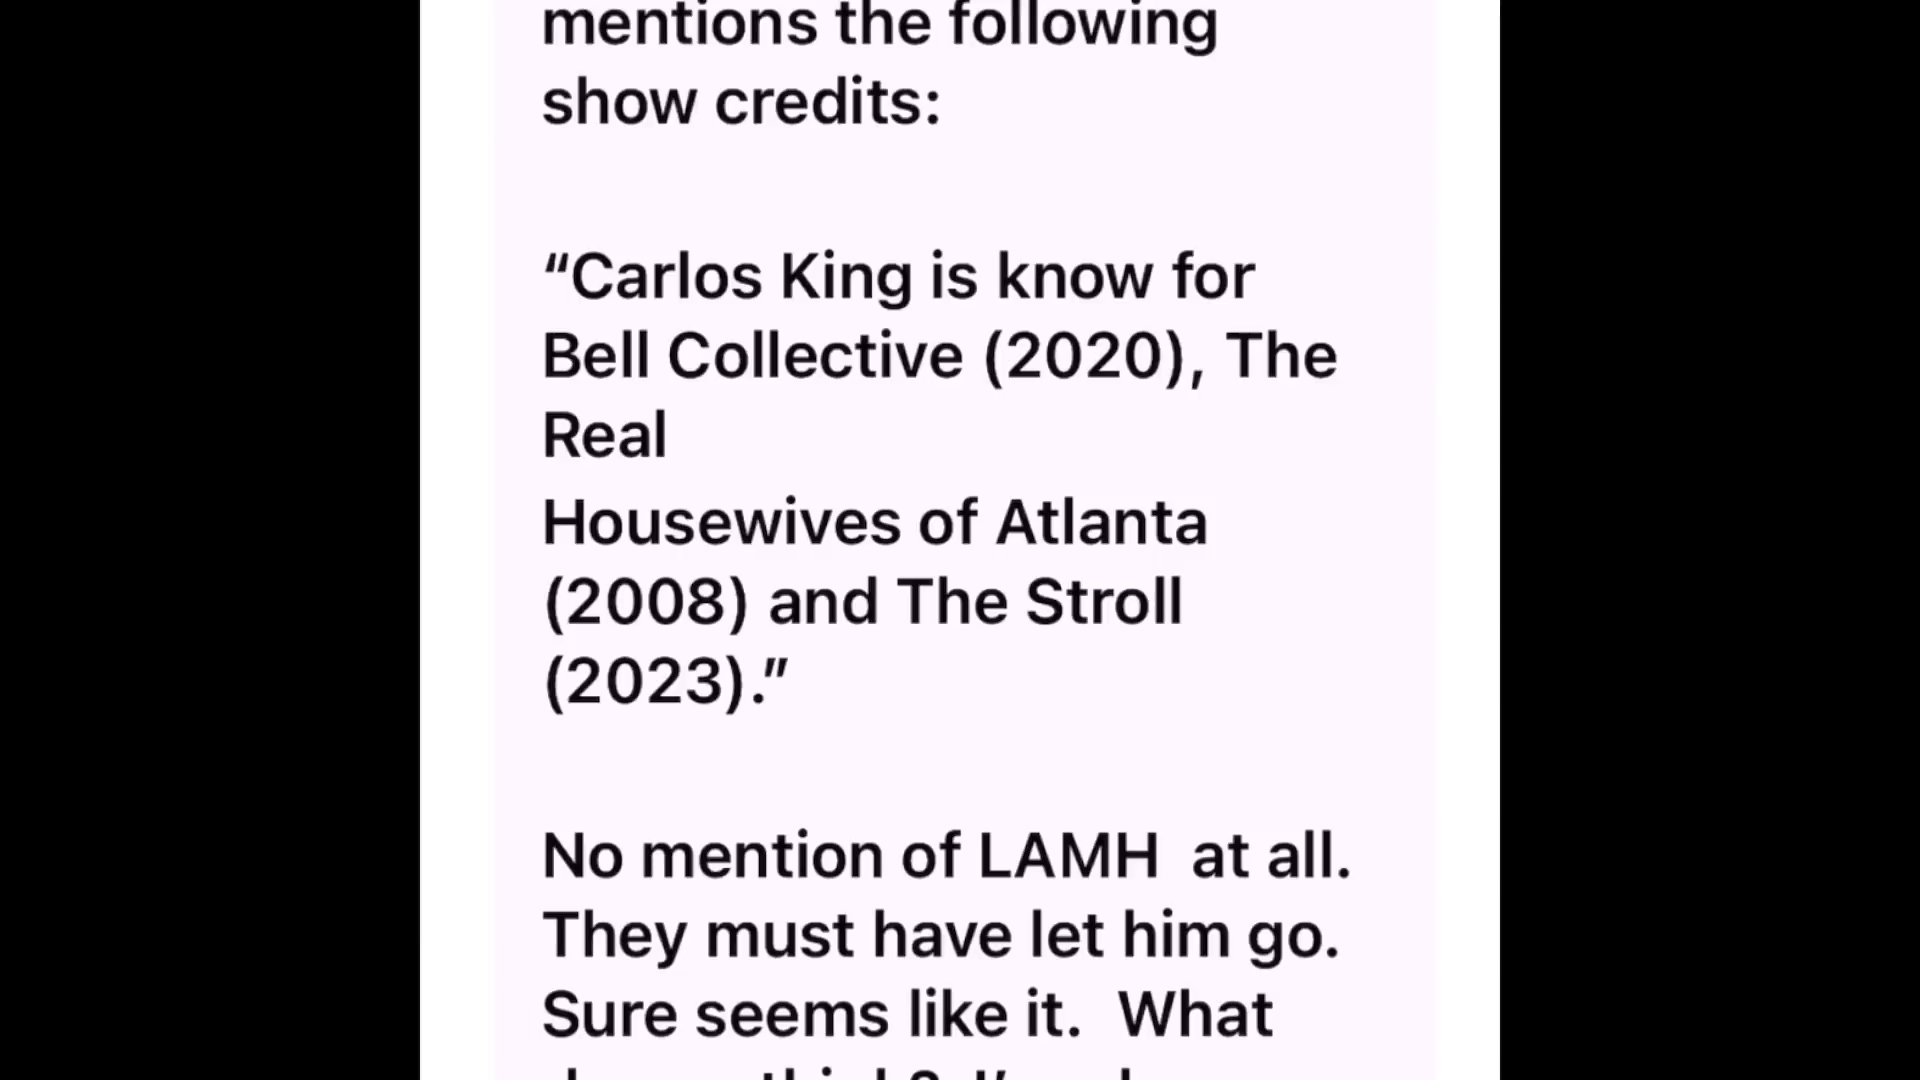 mentions the following
show credits:
“Carlos King is know for
Bell Collective (2020), The
Real
Housewives of Atlanta
(2008) and The Stroll
(2023).”
No mention of LAMH  at all.
They must have let him go.
Sure seems like it.  What